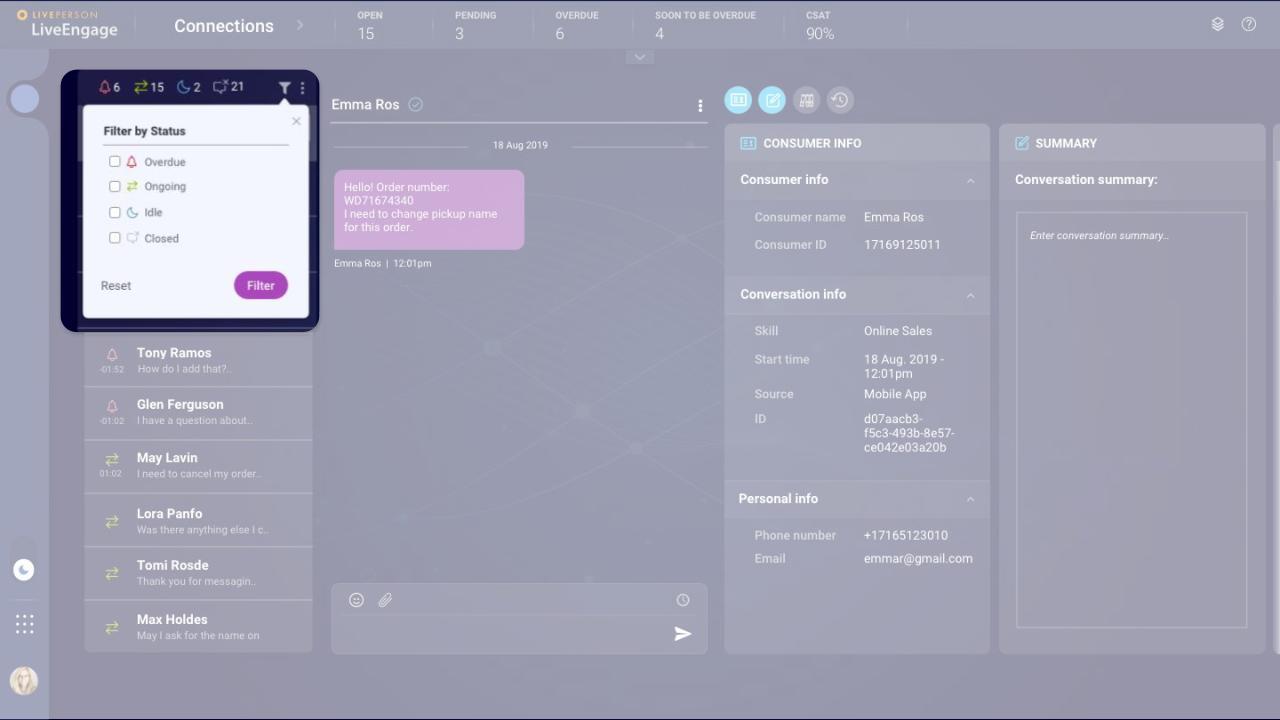 LIVEPERSON
LiveEngage
Connections
OPEN
15
PENDING
3
OVERDUE
6
SOON TO BE OVERDUE
4
CSAT
90%
6
15
2
21
Filter by Status
Overdue
Ongoing
Idle
Closed
Reset
Filter
Tony Ramos
How do I add that?..
-01:52
Glen Ferguson
I have a question about..
-01:02
May Lavin
I need to cancel my order..
01:02
Lora Panfo
Was there anything else I c..
Tomi Rosde
Thank you for messagin..
Max Holdes
May I ask for the name on
Emma Ros
18 Aug 2019
Hello! Order number:
WD71674340
I need to change pickup name
for this order.
Emma Ros | 12:01pm
CONSUMER INFO
Consumer info
Consumer name Emma Ros
Consumer ID 17169125011
Conversation info
Skill Online Sales
Start time 18 Aug. 2019 -
12:01pm
Source Mobile App
ID d07aacb3-
f5c3-493b-8e57-
ce042e03a20b
Personal info
Phone number +17165123010
Email emmar@gmail.com
SUMMARY
Conversation summary:
Enter conversation summary...